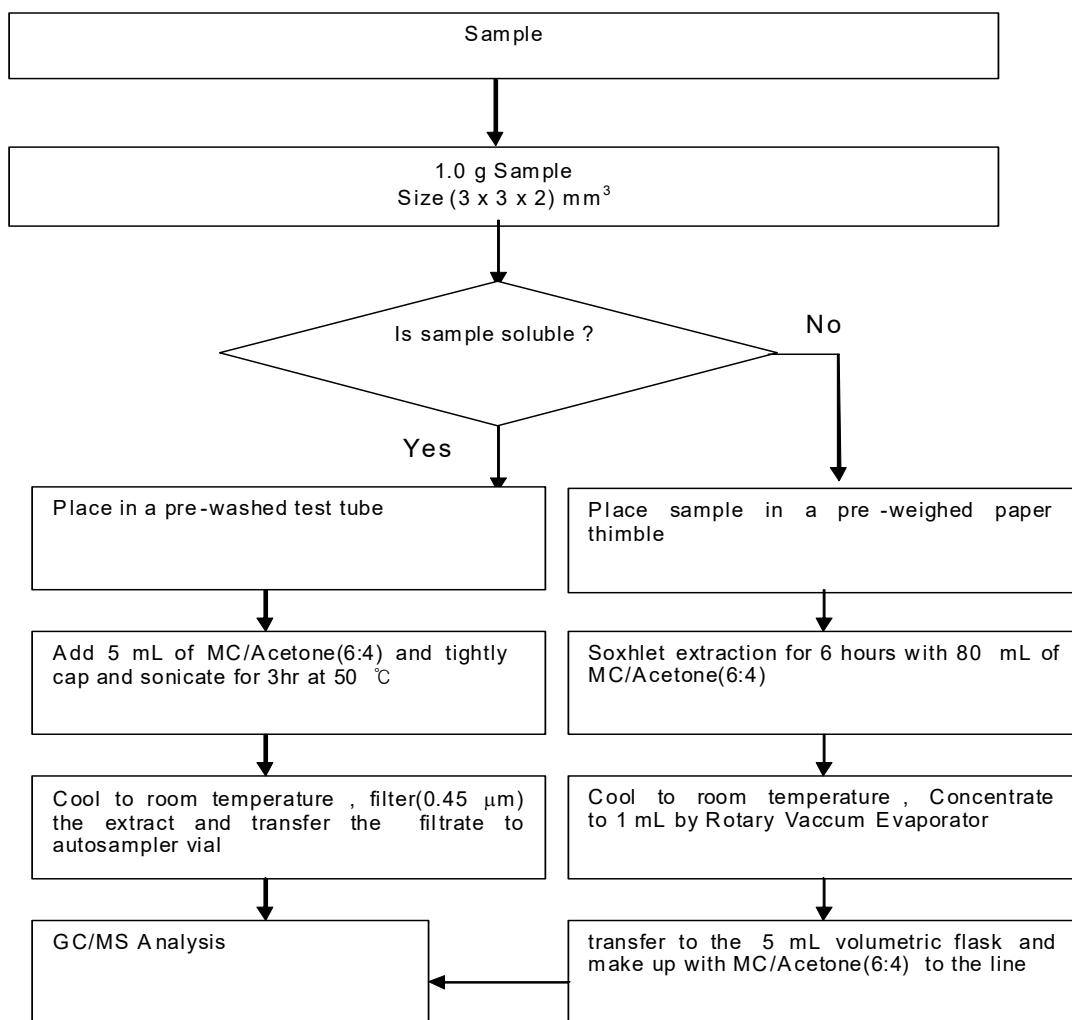 Sample
1.0 g Sample
Size (3 x 3 x 2) mm³
Is sample soluble ?
No
Yes
Place in a pre-washed test tube
Place sample in a pre-weighed paper
thimble
Add 5 mL of MC/Acetone(6:4) and tightly
cap and sonicate for 3hr at 50 ℃
Soxhlet extraction for 6 hours with 80 mL of
MC/Acetone(6:4)
Cool to room temperature , filter(0.45 μm)
the extract and transfer the filtrate to
autosampler vial
Cool to room temperature , Concentrate
to 1 mL by Rotary Vaccum Evaporator
GC/MS Analysis
transfer to the 5 mL volumetric flask and
make up with MC/Acetone(6:4) to the line